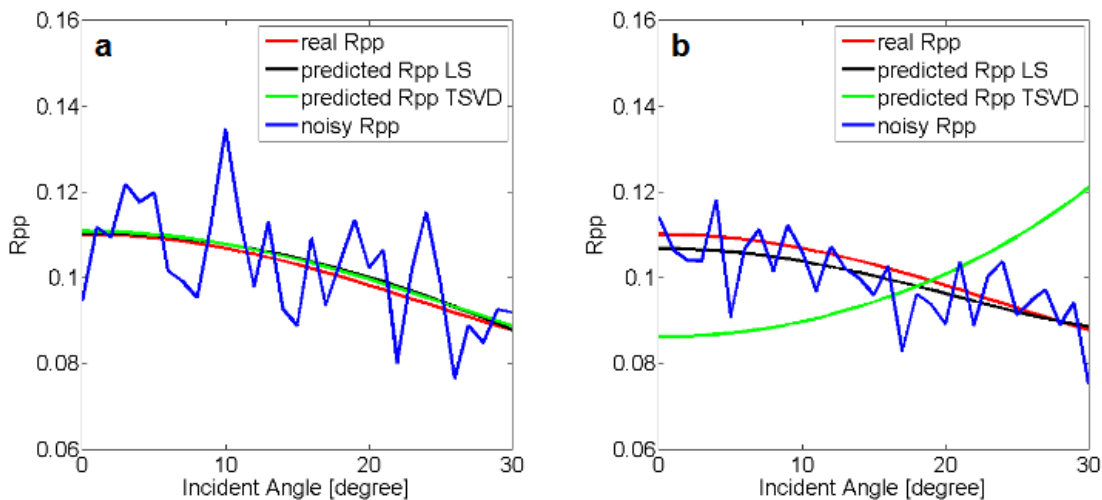 0.16
a
real Rpp
predicted Rpp LS
predicted Rpp TSVD
noisy Rpp
0.14
0.12
Rpp
0.1
0.08
0.06
0 10 20 30
Incident Angle [degree]
0.16
b
real Rpp
predicted Rpp LS
predicted Rpp TSVD
noisy Rpp
0.14
0.12
Rpp
0.1
0.08
0.06
0 10 20 30
Incident Angle [degree]